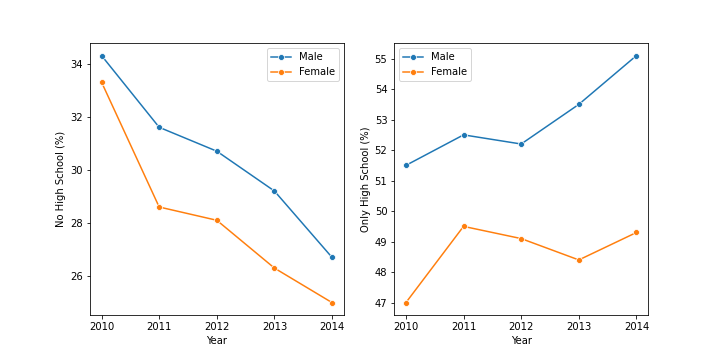 No High School (%)
34
32
30
28
26
2010 2011 2012 2013 2014
Year
Male
Female
Only High School (%)
55
54
53
52
51
50
49
48
47
2010 2011 2012 2013 2014
Year
Male
Female